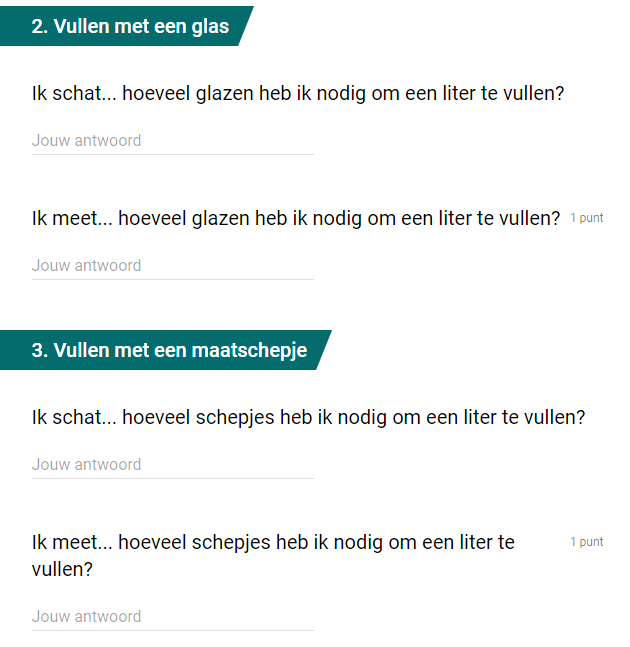 2. Vullen met een glas
Ik schat... hoeveel glazen heb ik nodig om een liter te vullen?
Jouw antwoord
Ik meet... hoeveel glazen heb ik nodig om een liter te vullen? 1 punt
Jouw antwoord
3. Vullen met een maatschepje
Ik schat... hoeveel schepjes heb ik nodig om een liter te vullen?
Jouw antwoord
Ik meet... hoeveel schepjes heb ik nodig om een liter te 1 punt
vullen?
Jouw antwoord